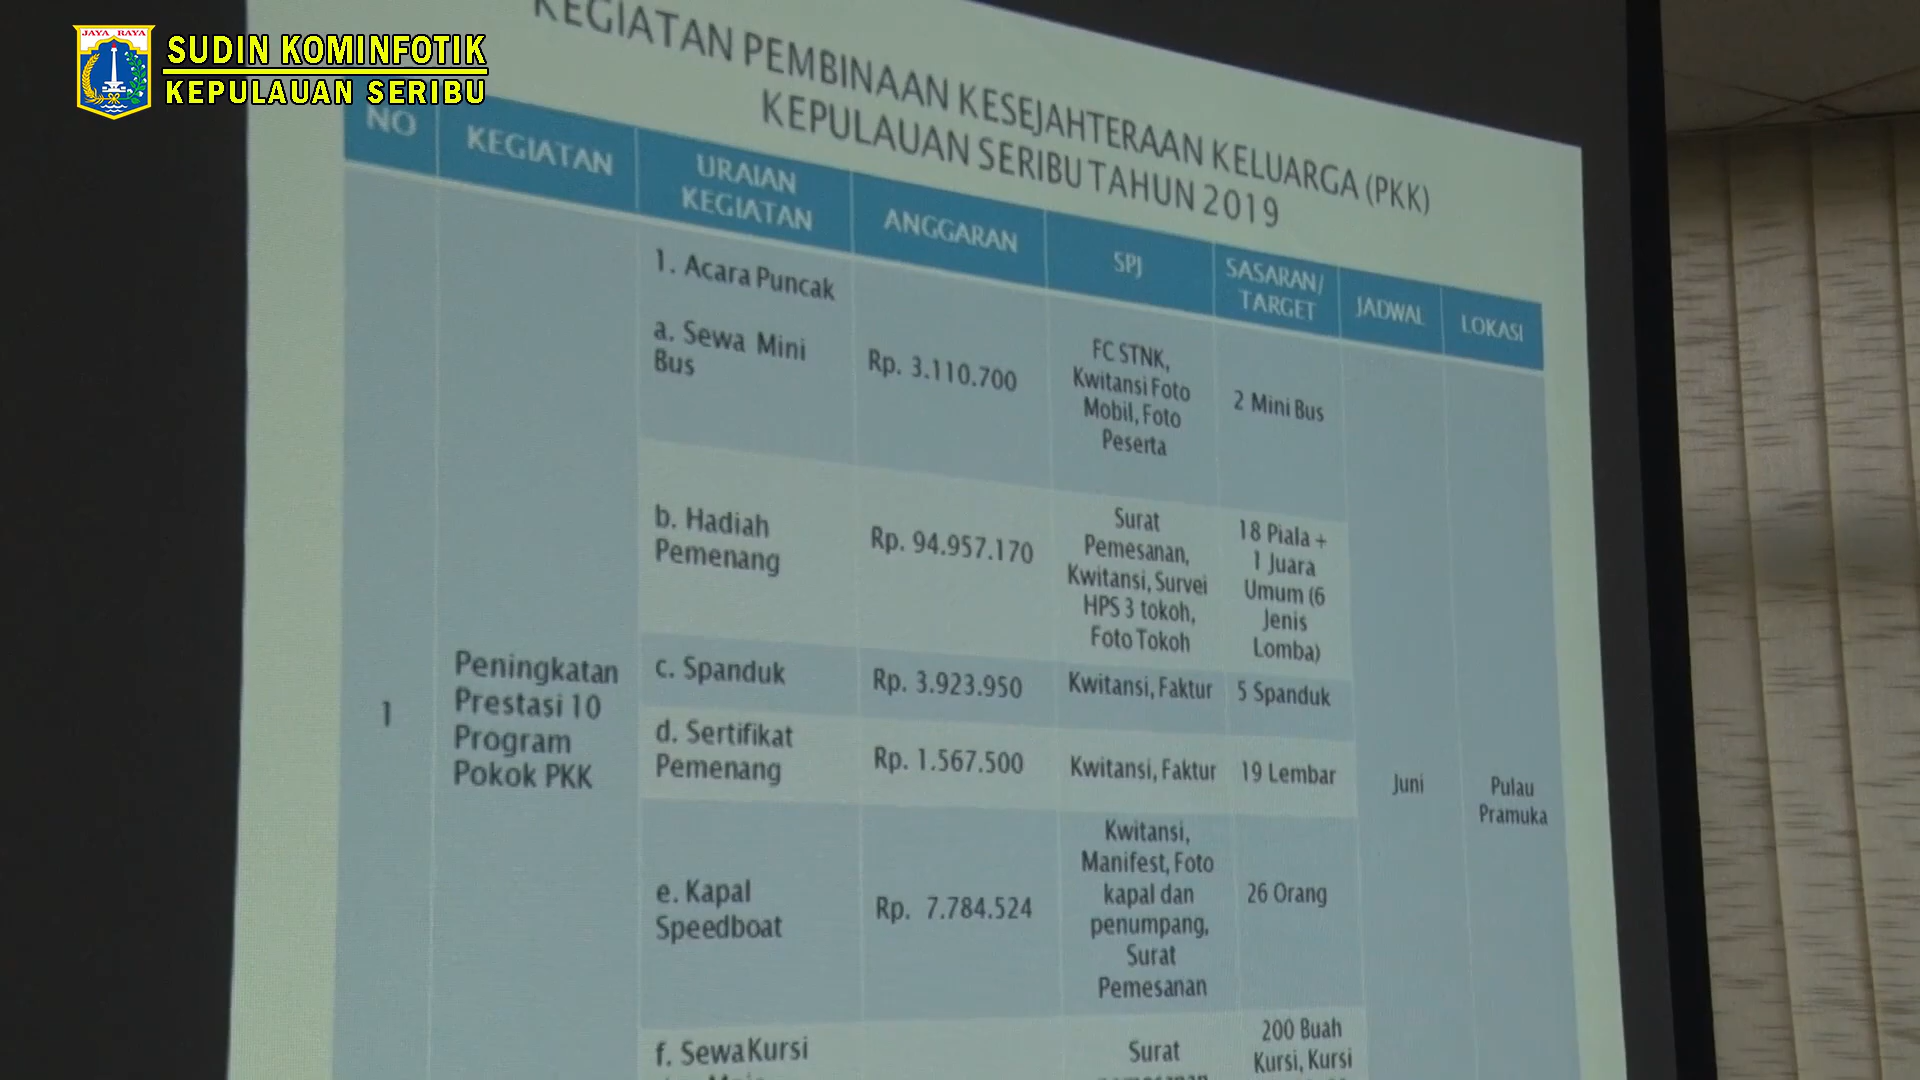 JAYA RAYA
SUDIN KOMINFOTIK
KEPULAUAN SERIBU
KEGIATAN PEMBINAAN KESEJAHTERAAN KELUARGA (PKK)
KEPULAUAN SERIBU TAHUN 2019
NO
KEGIATAN
URAIAN
KEGIATAN
ANGGARAN
SPJ
SASARAN/
TARGET
JADWAL
LOKASI
1
Peningkatan
Prestasi 10
Program
Pokok PKK
1. Acara Puncak
a. Sewa Mini
Bus
Rp. 3.110.700
FC STNK,
Kwitansi Foto
Mobil, Foto
Peserta
2 Mini Bus
b. Hadiah
Pemenang
Rp. 94.957.170
Surat
Pemesanan,
Kwitansi, Survei
HPS 3 tokoh,
Foto Tokoh
18 Piala +
1 Juara
Umum (6
Jenis
Lomba)
c. Spanduk
Rp. 3.923.950
Kwitansi, Faktur
5 Spanduk
d. Sertifikat
Pemenang
Rp. 1.567.500
Kwitansi, Faktur
19 Lembar
e. Kapal
Speedboat
Rp. 7.784.524
Kwitansi,
Manifest, Foto
kapal dan
penumpang,
Surat
Pemesanan
26 Orang
Juni
Pulau
Pramuka
f. Sewa Kursi
Surat
200 Buah
Kursi, Kursi